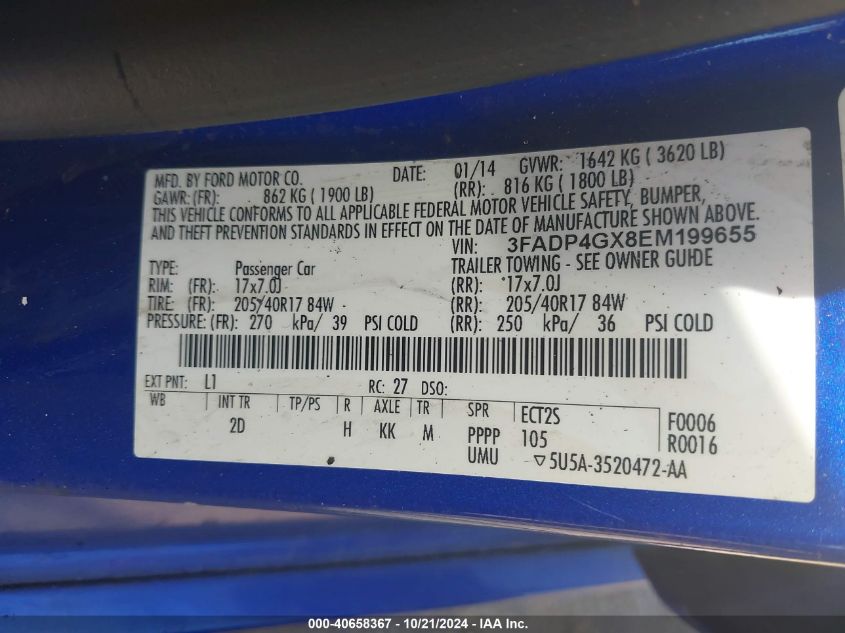 MFD. BY FORD MOTOR CO. DATE: 01/14 GVWR: 1642 KG ( 3620 LB)
GAWR: (FR): 862 KG ( 1900 LB) (RR): 816 KG ( 1800 LB)
THIS VEHICLE CONFORMS TO ALL APPLICABLE FEDERAL MOTOR VEHICLE SAFETY, BUMPER,
AND THEFT PREVENTION STANDARDS IN EFFECT ON THE DATE OF MANUFACTURE SHOWN ABOVE.
VIN: 3FADP4GX8EM199655
TYPE: Passenger Car TRAILER TOWING - SEE OWNER GUIDE
RIM: (FR): 17x7.0J (RR): 17x7.0J
TIRE: (FR): 205/40R17 84W (RR): 205/40R17 84W
PRESSURE: (FR): 270 kPa/ 39 PSI COLD (RR): 250 kPa/ 36 PSI COLD
EXT PNT: L1 RC: 27 DSO:
WB INT TR TP/PS R AXLE TR SPR ECT2S F0006
2D H KK M PPPP 105 R0016
UMU ▽5U5A-3520472-AA
000-40658367 - 10/21/2024 - IAA Inc.